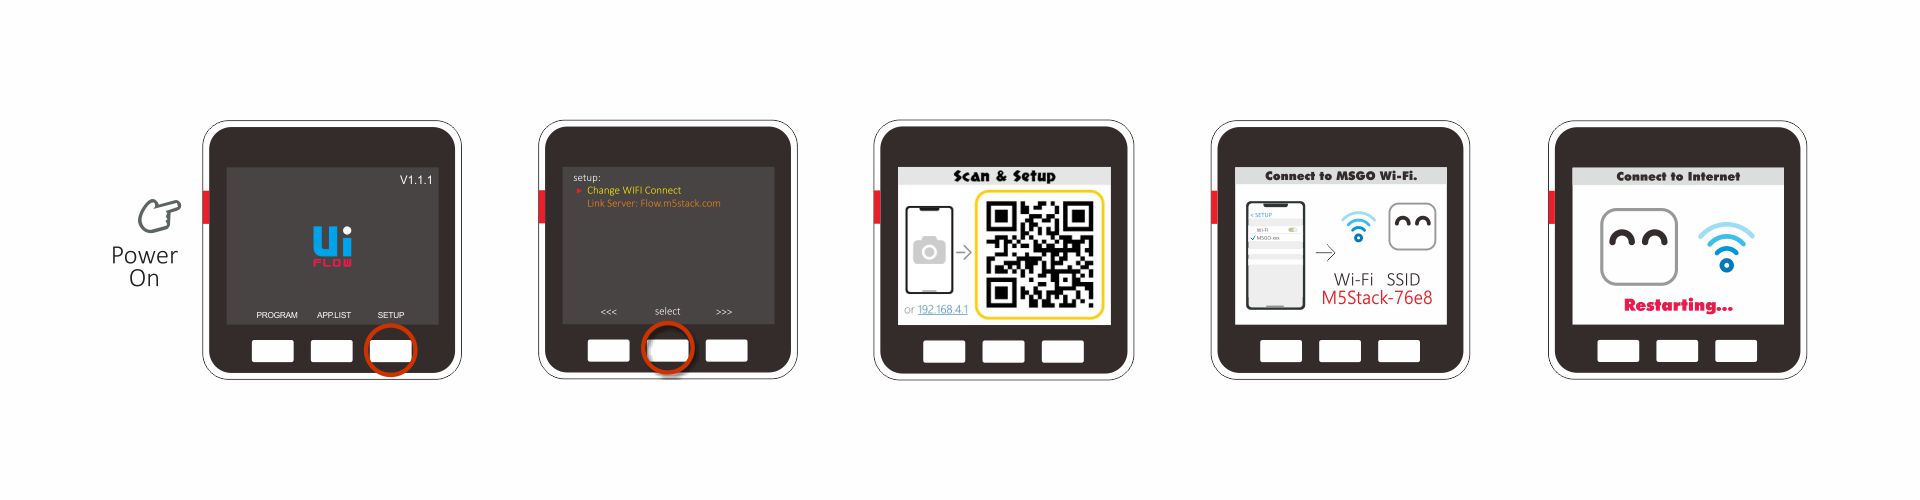 Power
On
V1.1.1
Ui
FLOW
PROGRAM APP.LIST SETUP
setup:
Change WIFI Connect
Link Server: Flow.m5stack.com
<<< select >>>
Scan & Setup
or 192.168.4.1
Connect to MSGO Wi-Fi.
< SETUP
Wi-Fi
MSGO-xxx
Wi-Fi SSID
M5Stack-76e8
Connect to Internet
Restarting...